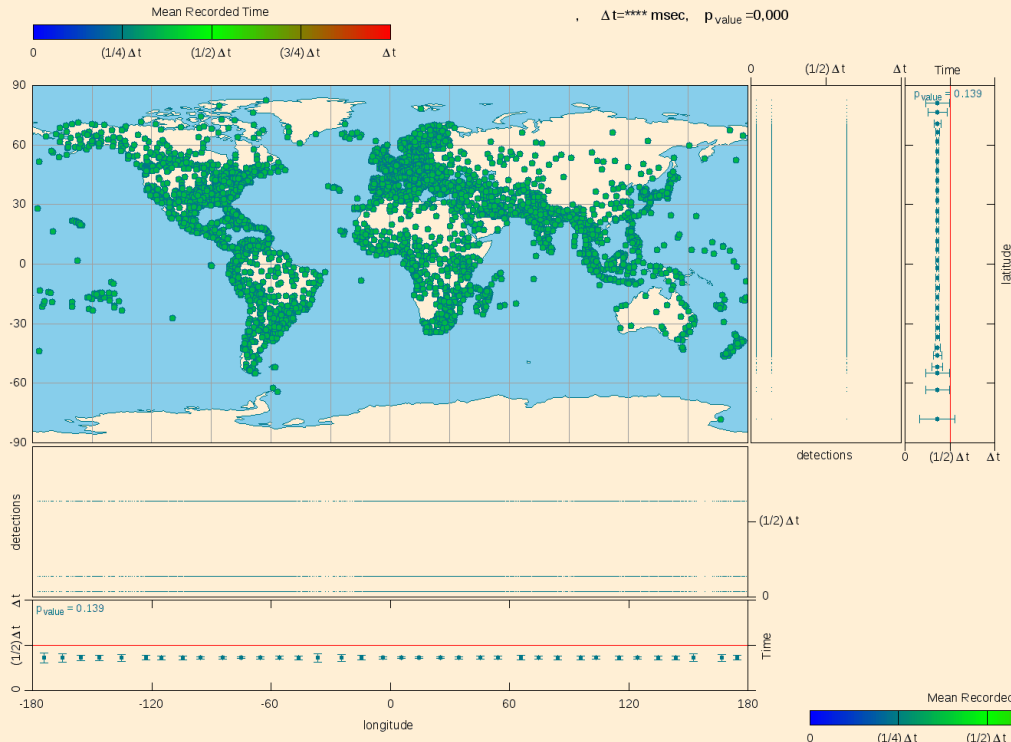 Mean Recorded Time
, Δt=**** msec, p value =0,000
0 (1/4) Δt (1/2) Δt (3/4) Δt Δt
0 (1/2) Δt Δt Time
90
60
30
0
-30
-60
-90
p value = 0.139
latitude
detections 0 (1/2) Δt Δt
detections
(1/2) Δt
0
Δt
(1/2) Δt
0
p value = 0.139
Time
-180 -120 -60 0 60 120 180
longitude
Mean Recorded
0 (1/4) Δt (1/2) Δt